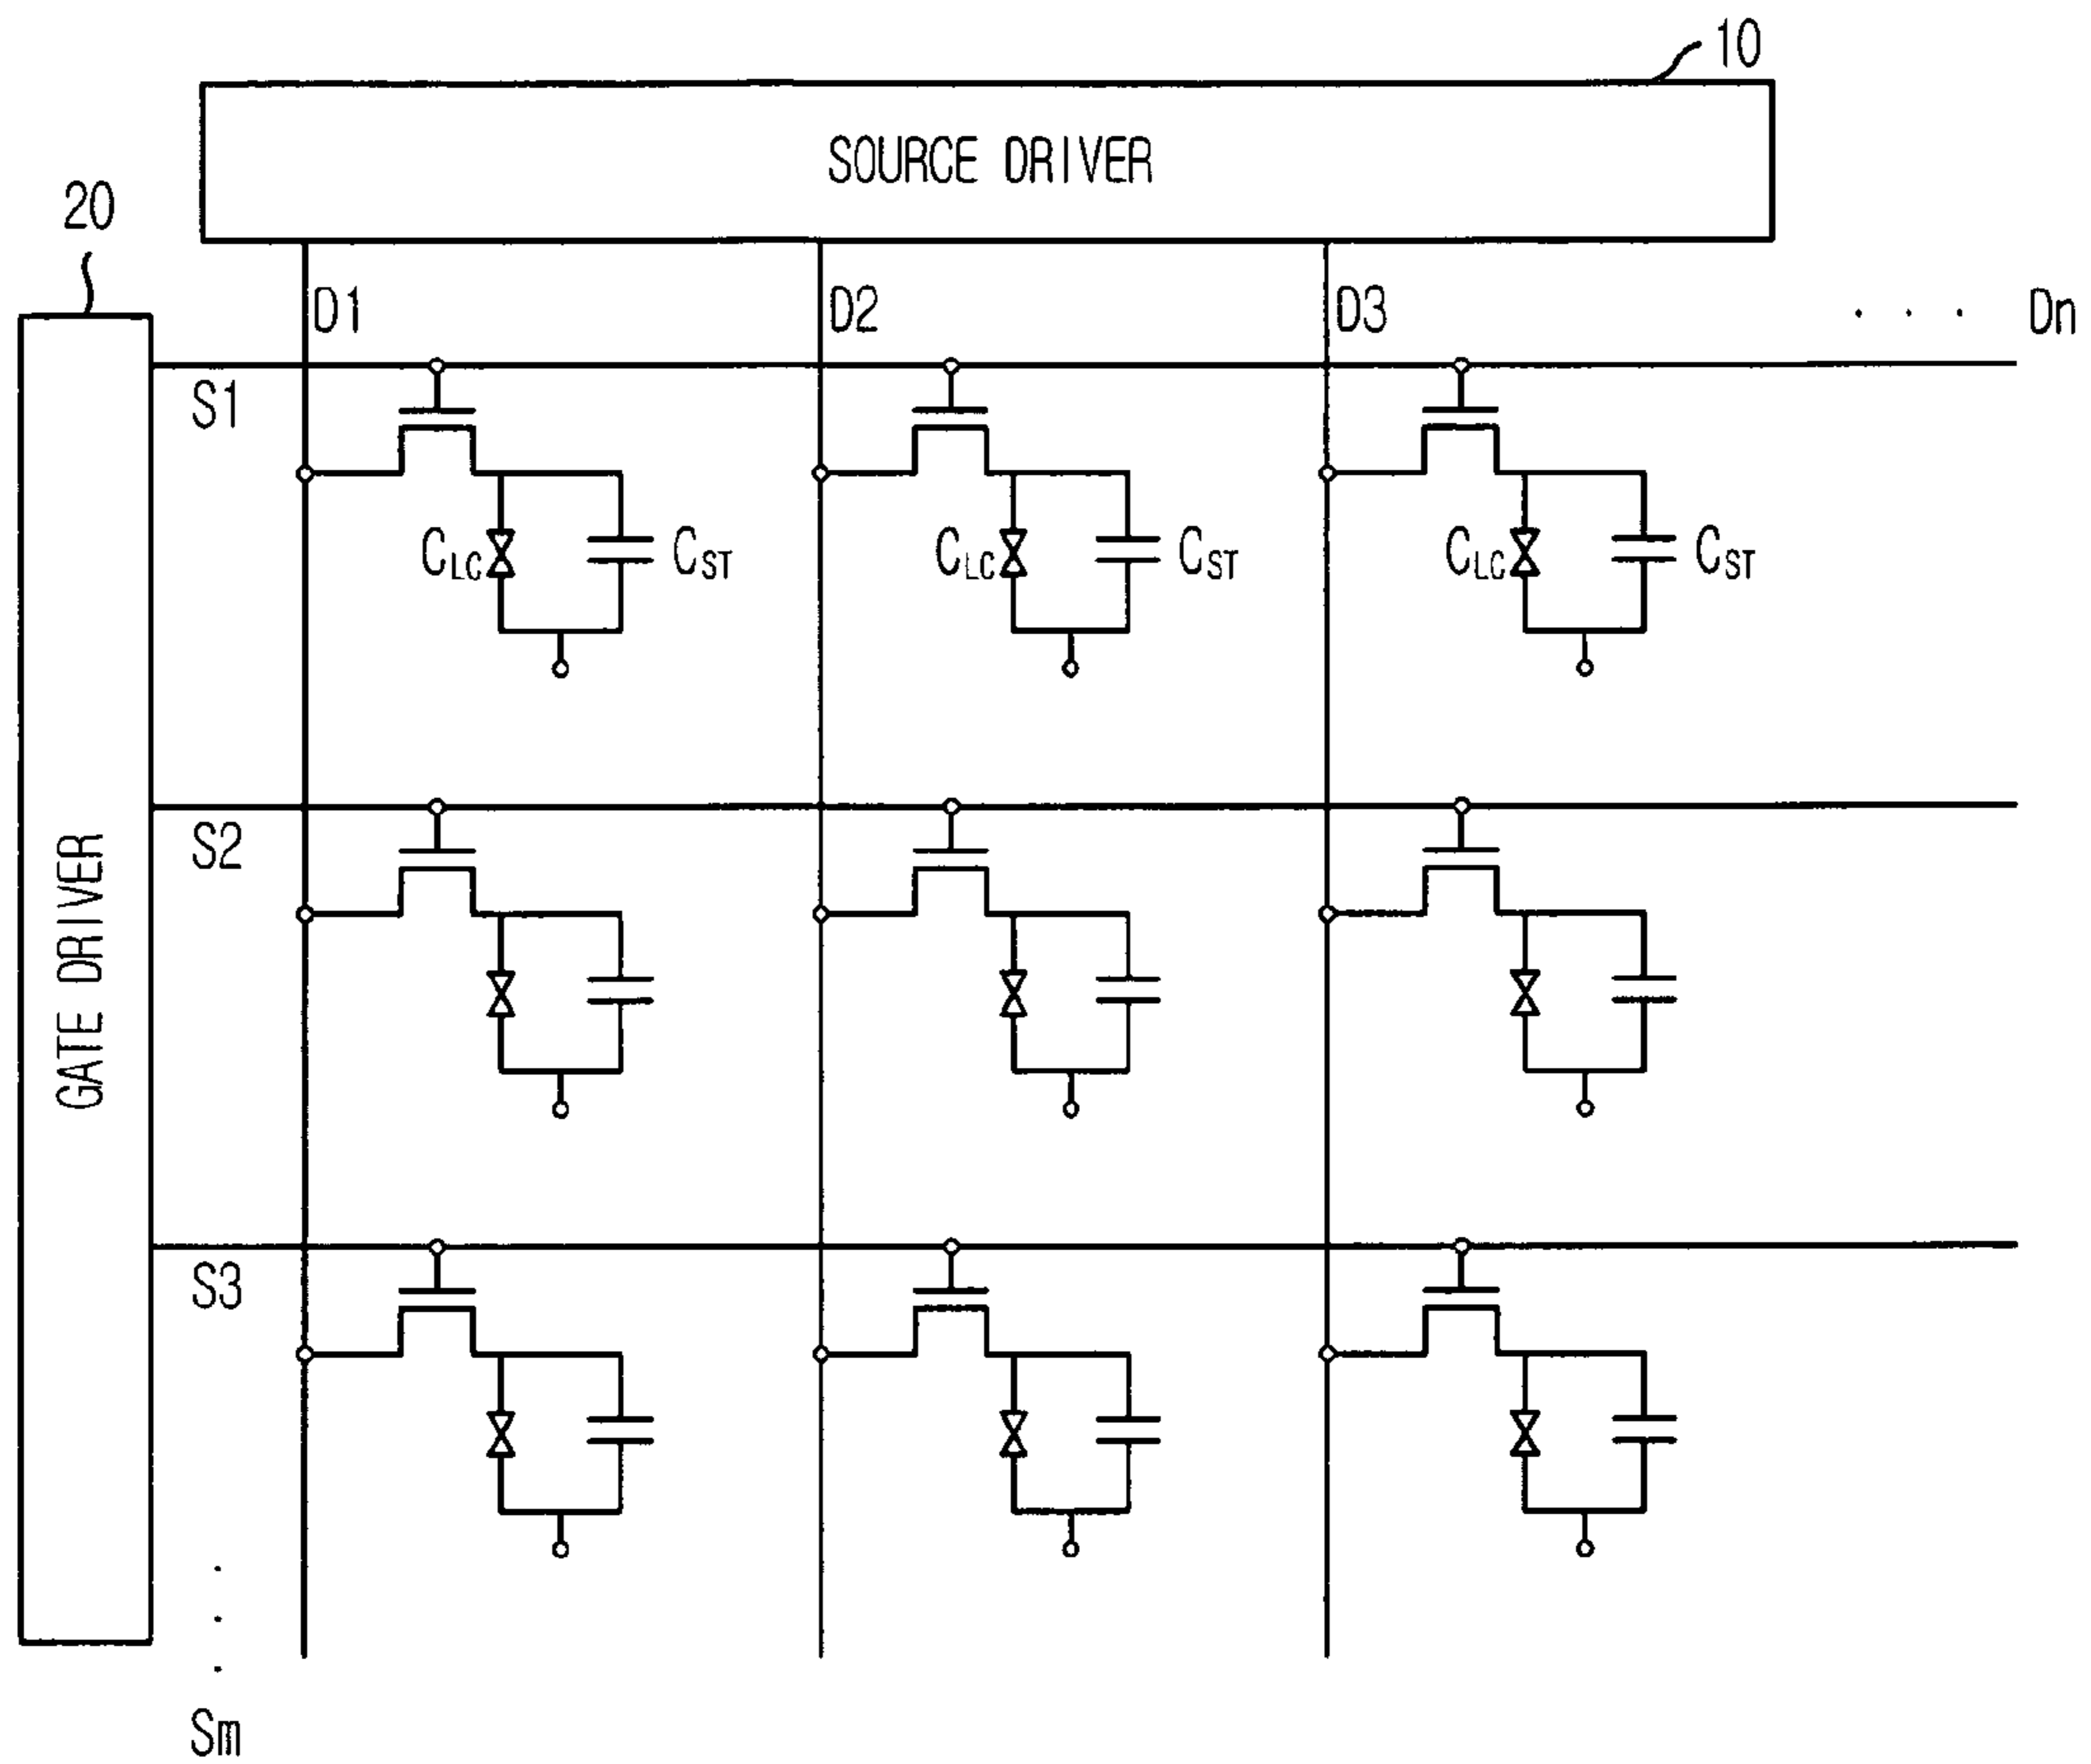 10
SOURCE DRIVER
20
D1 D2 D3 . . . Dn
S1
CLC CST CLC CST CLC CST
S2
GATE DRIVER
S3
.
.
.
Sm